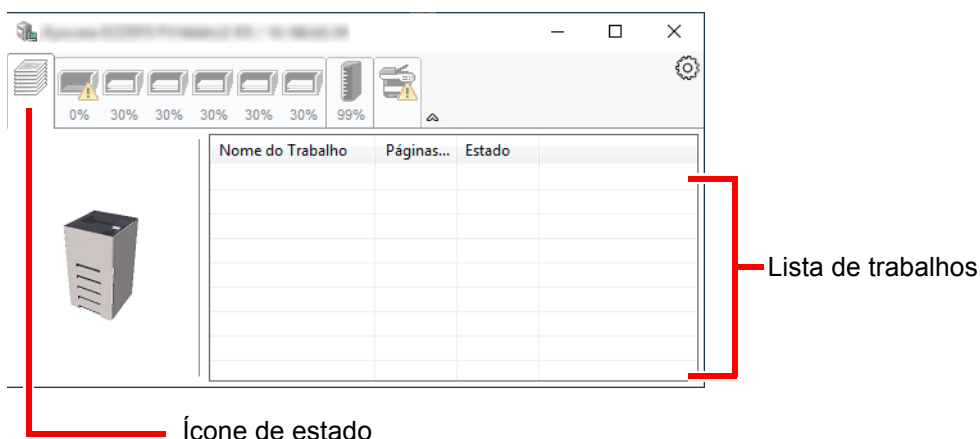 0% 30% 30% 30% 30% 30% 99%
Nome do Trabalho Páginas... Estado
Lista de trabalhos
Ícone de estado